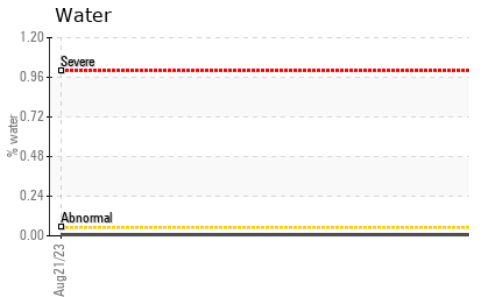 Water
1.20
Severe
0.96
0.72
% water
0.48
0.24
Abnormal
0.00
Aug21/23